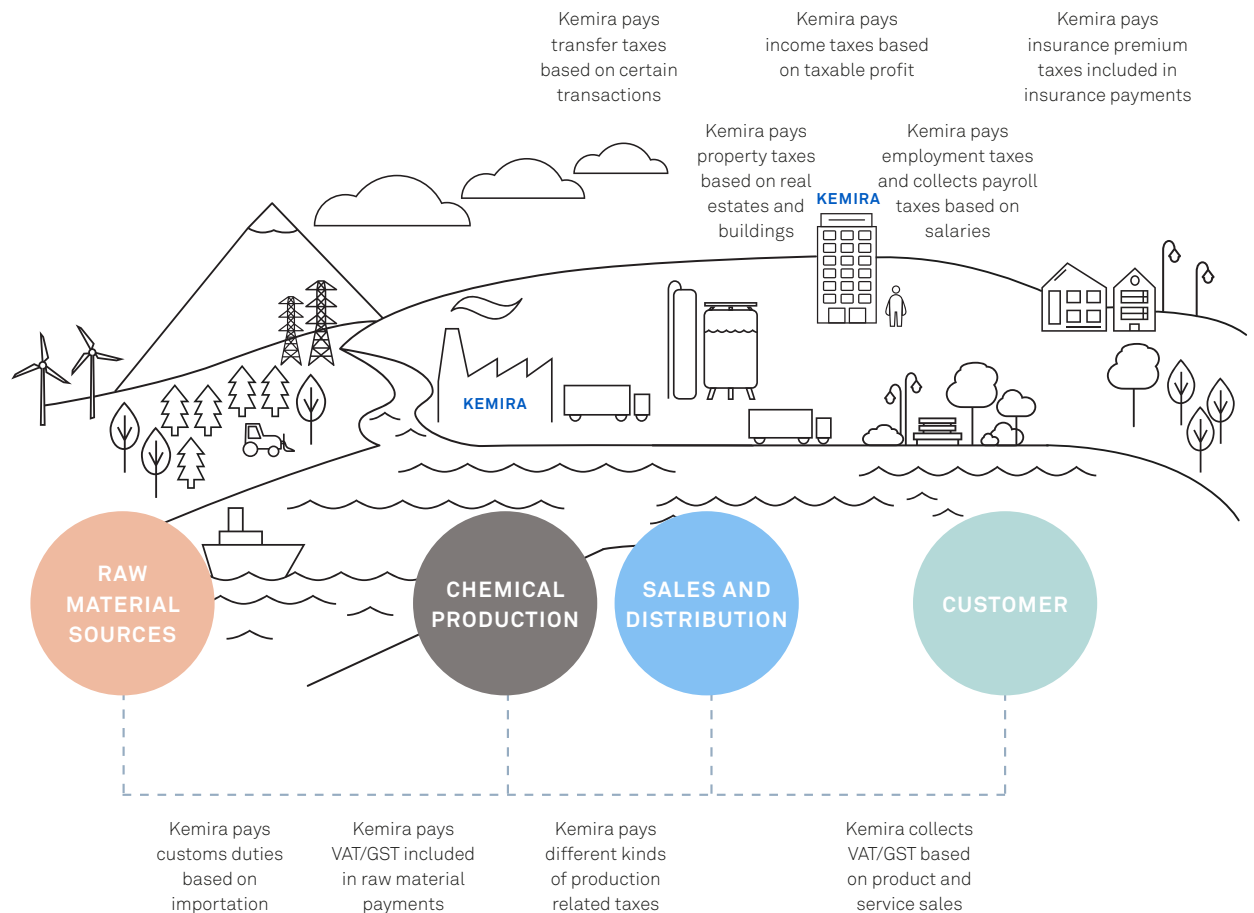 Kemira pays
transfer taxes
based on certain
transactions
Kemira pays
income taxes based
on taxable profit
Kemira pays
insurance premium
taxes included in
insurance payments
Kemira pays
property taxes
based on real
estates and
buildings
Kemira pays
employment taxes
and collects payroll
taxes based on
salaries
KEMIRA
KEMIRA
RAW
MATERIAL
SOURCES
CHEMICAL
PRODUCTION
SALES AND
DISTRIBUTION
CUSTOMER
Kemira pays
customs duties
based on
importation
Kemira pays
VAT/GST included
in raw material
payments
Kemira pays
different kinds
of production
related taxes
Kemira collects
VAT/GST based
on product and
service sales